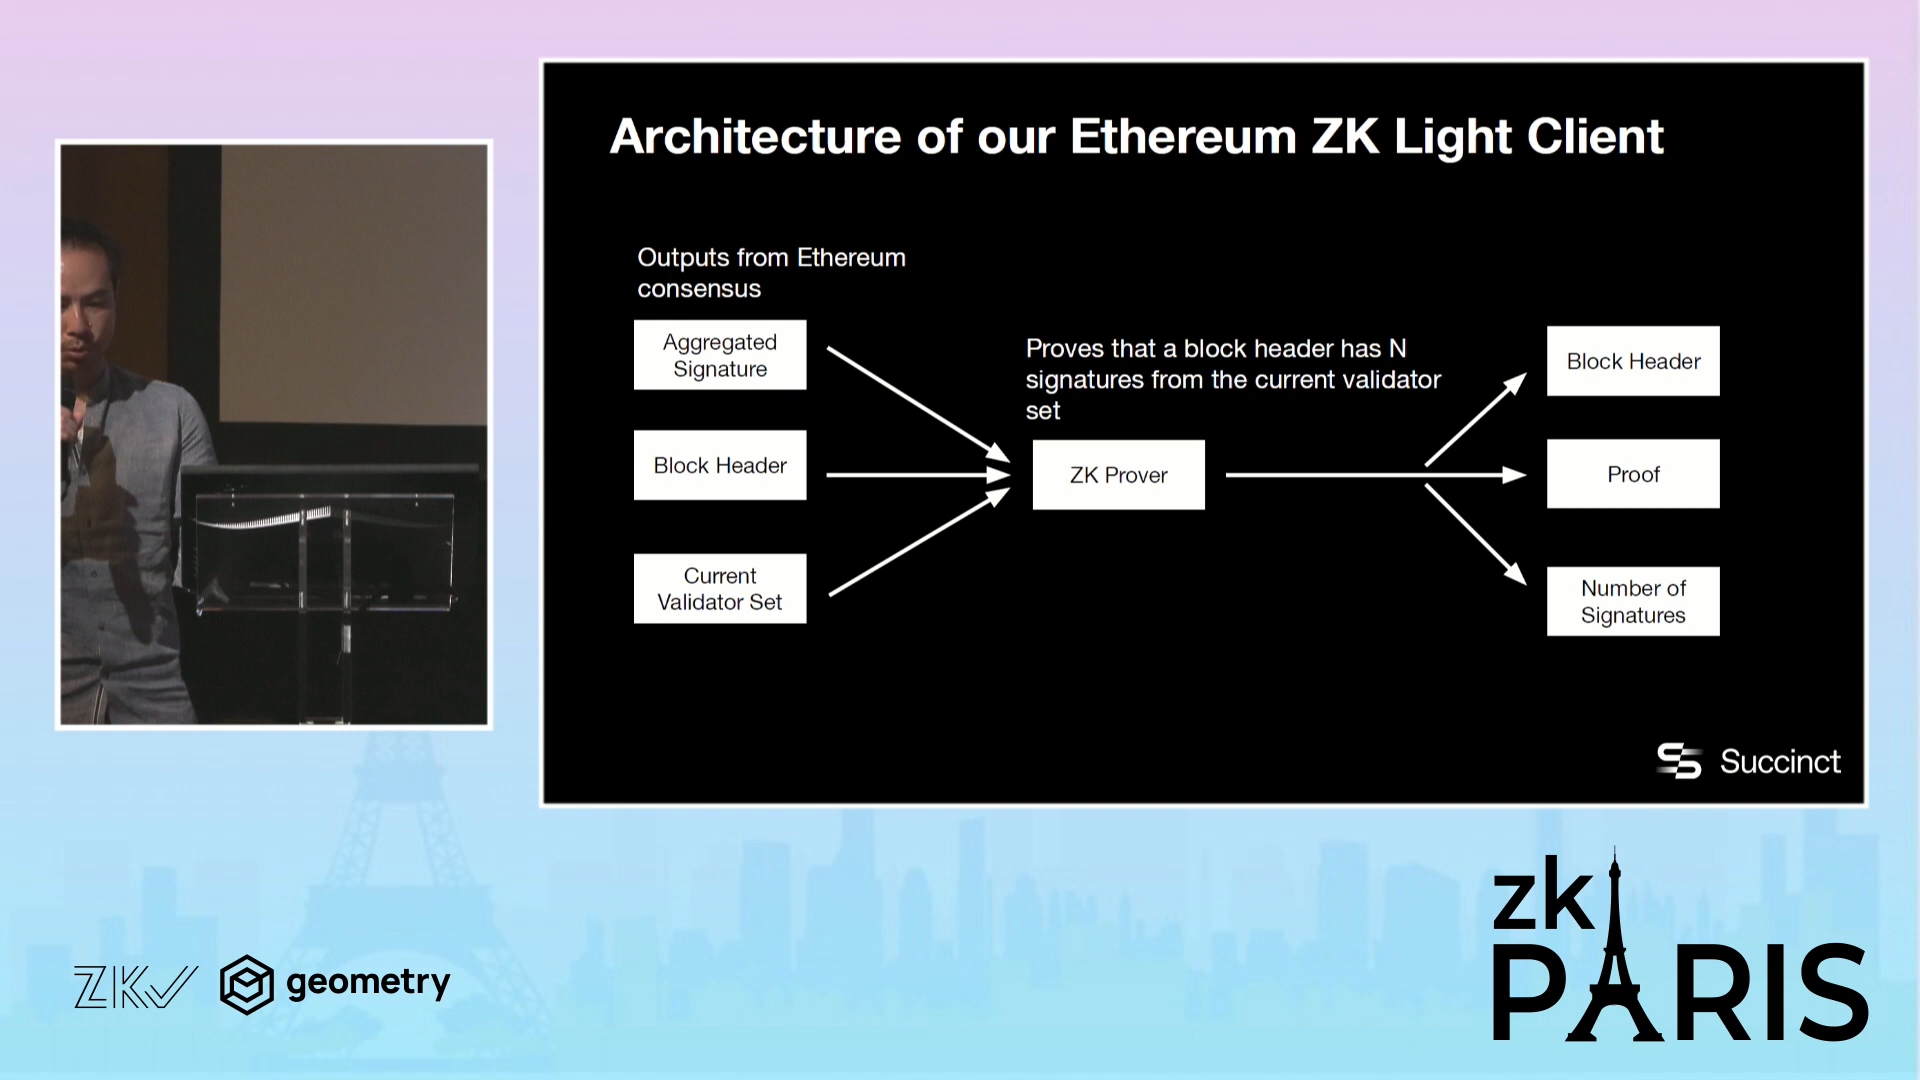 Architecture of our Ethereum ZK Light Client
Outputs from Ethereum
consensus
Aggregated
Signature
Block Header
Current
Validator Set
Proves that a block header has N
signatures from the current validator
set
ZK Prover
Block Header
Proof
Number of
Signatures
Succinct
ZKV
geometry
zk
PARIS